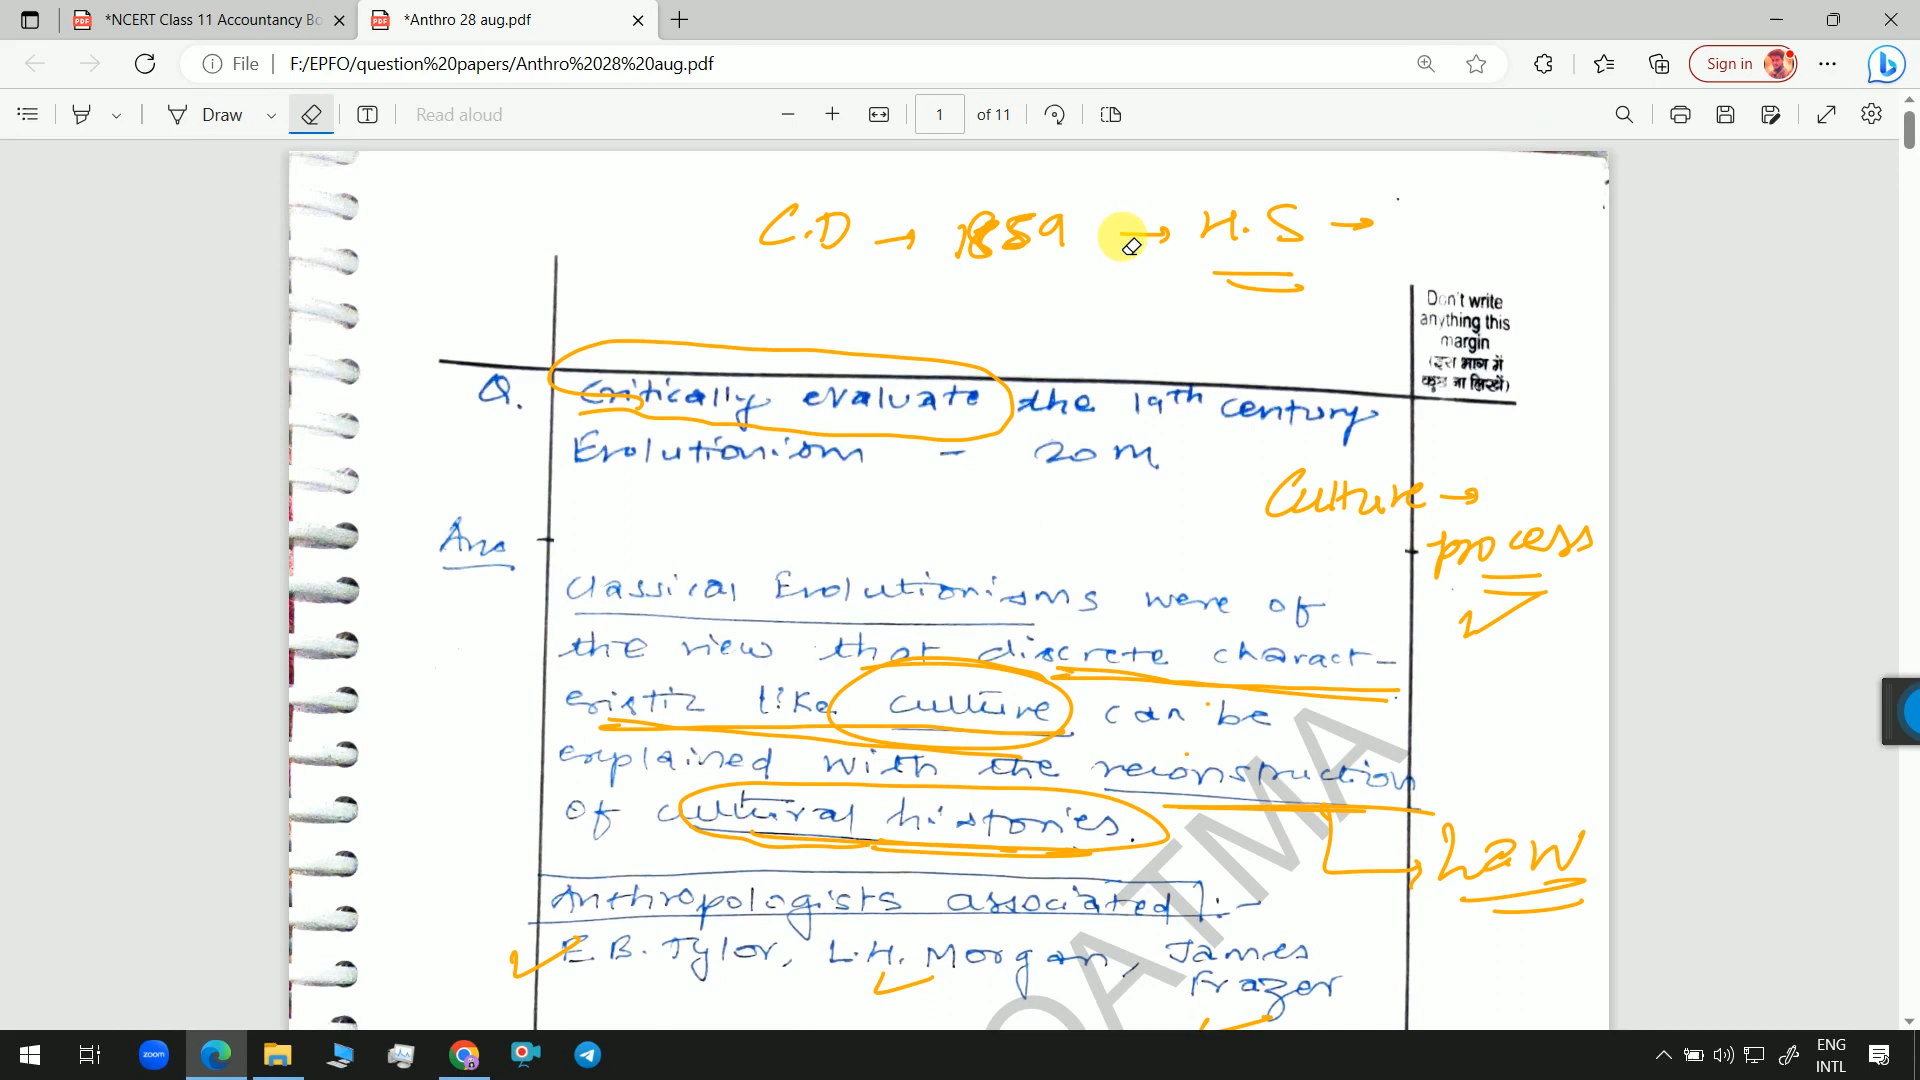 *NCERT Class 11 Accountancy Bo
*Anthro 28 aug.pdf
File
F:/EPFO/question%20papers/Anthro%2028%20aug.pdf
Sign in
Draw
Read aloud
1 of 11
C.D → 1859 → H.S →
Don't write
anything this
margin
(इस भाग में
कुछ ना लिखें)
Q. Critically evaluate the 19th century
Evolutionism - 20 m
Culture →
process
Ans
Classical Evolutionisms were of
the view that discrete charact-
eristic like culture can be
explained with the reconstruction
of cultural histories.
Law
Anthropologists associated :-
E.B. Tylor, L.H. Morgan, James
Frazer
OATMA
zoom
ENG
INTL